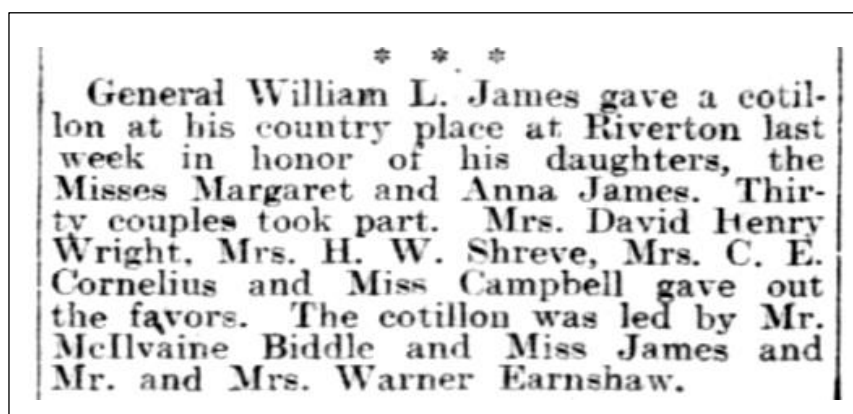 * * *
General William L. James gave a cotil-
lon at his country place at Riverton last
week in honor of his daughters, the
Misses Margaret and Anna James. Thir-
ty couples took part. Mrs. David Henry
Wright, Mrs. H. W. Shreve, Mrs. C. E.
Cornelius and Miss Campbell gave out
the favors. The cotillon was led by Mr.
McIlvaine Biddle and Miss James and
Mr. and Mrs. Warner Earnshaw.